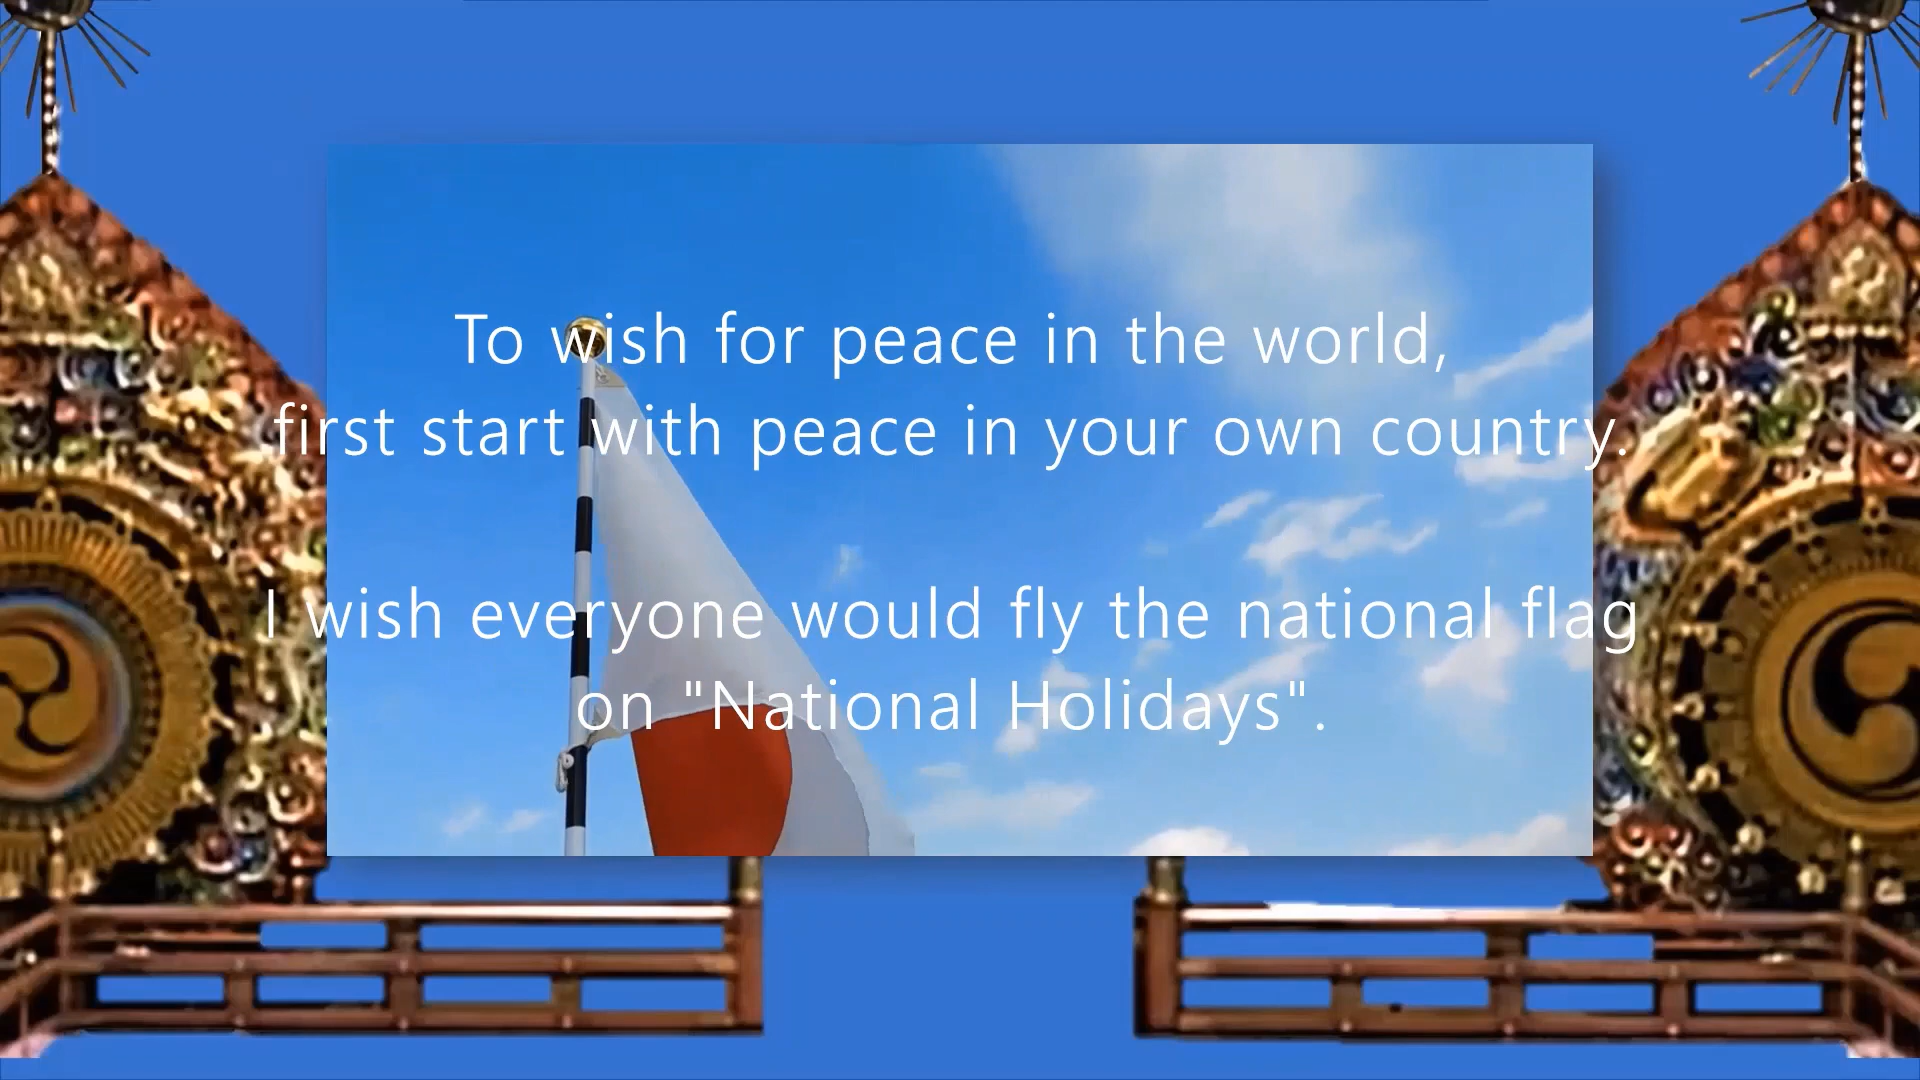 To wish for peace in the world,
first start with peace in your own country.
I wish everyone would fly the national flag
on "National Holidays".